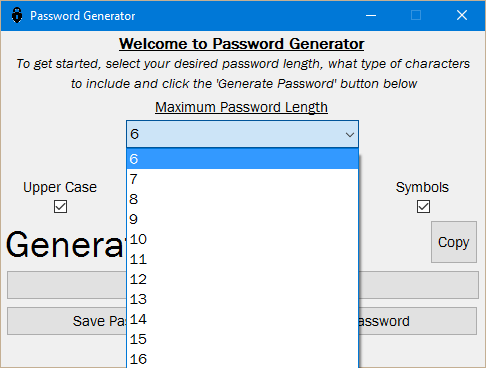 Password Generator
Welcome to Password Generator
To get started, select your desired password length, what type of characters
to include and click the 'Generate Password' button below
Maximum Password Length
6
6
7
8
9
10
11
12
13
14
15
16
Upper Case
Symbols
Generat
Copy
Save Pas
assword